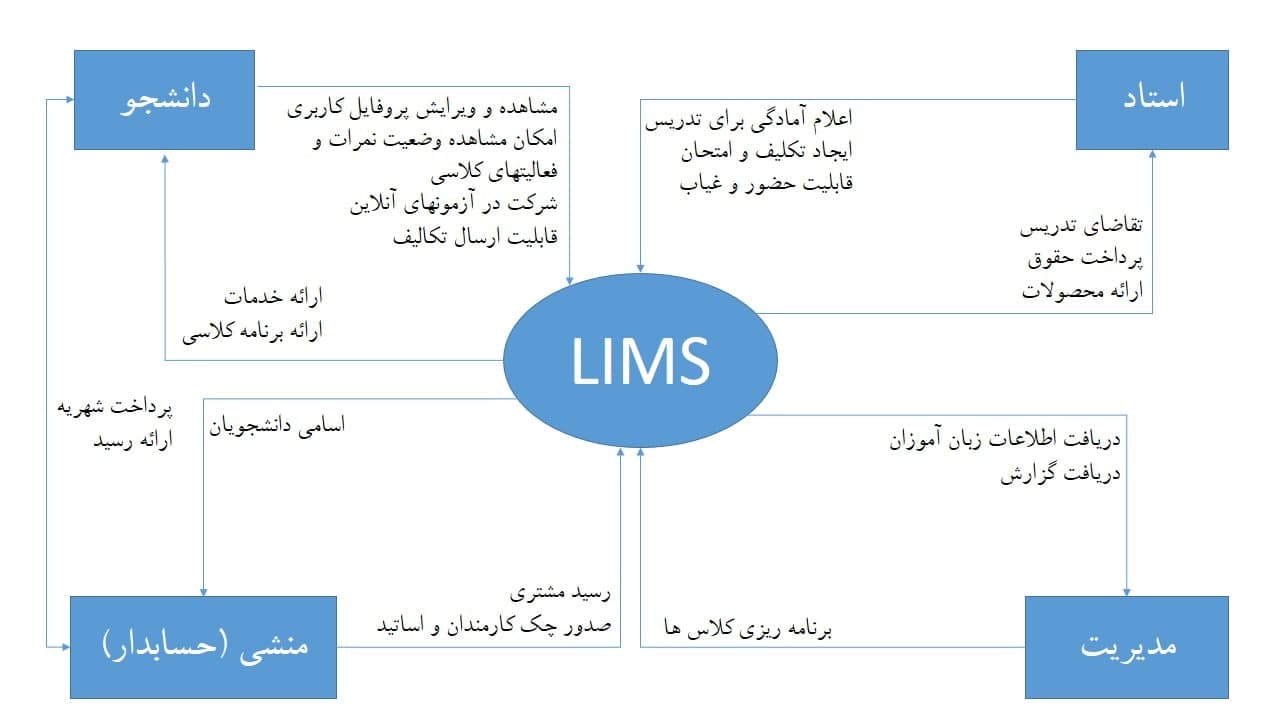 استاد
دانشجو
مشاهده و ویرایش پروفایل کاربری
امکان مشاهده وضعیت نمرات و
فعالیتهای کلاسی
شرکت در آزمونهای آنلاین
قابلیت ارسال تکالیف
اعلام آمادگی برای تدریس
ایجاد تکلیف و امتحان
قابلیت حضور و غیاب
تقاضای تدریس
پرداخت حقوق
ارائه محصولات
ارائه خدمات
ارائه برنامه کلاسی
LIMS
پرداخت شهریه
ارائه رسید
اسامی دانشجویان
دریافت اطلاعات زبان آموزان
دریافت گزارش
رسید مشتری
صدور چک کارمندان و اساتید
برنامه ریزی کلاس ها
مدیریت
منشی (حسابدار)